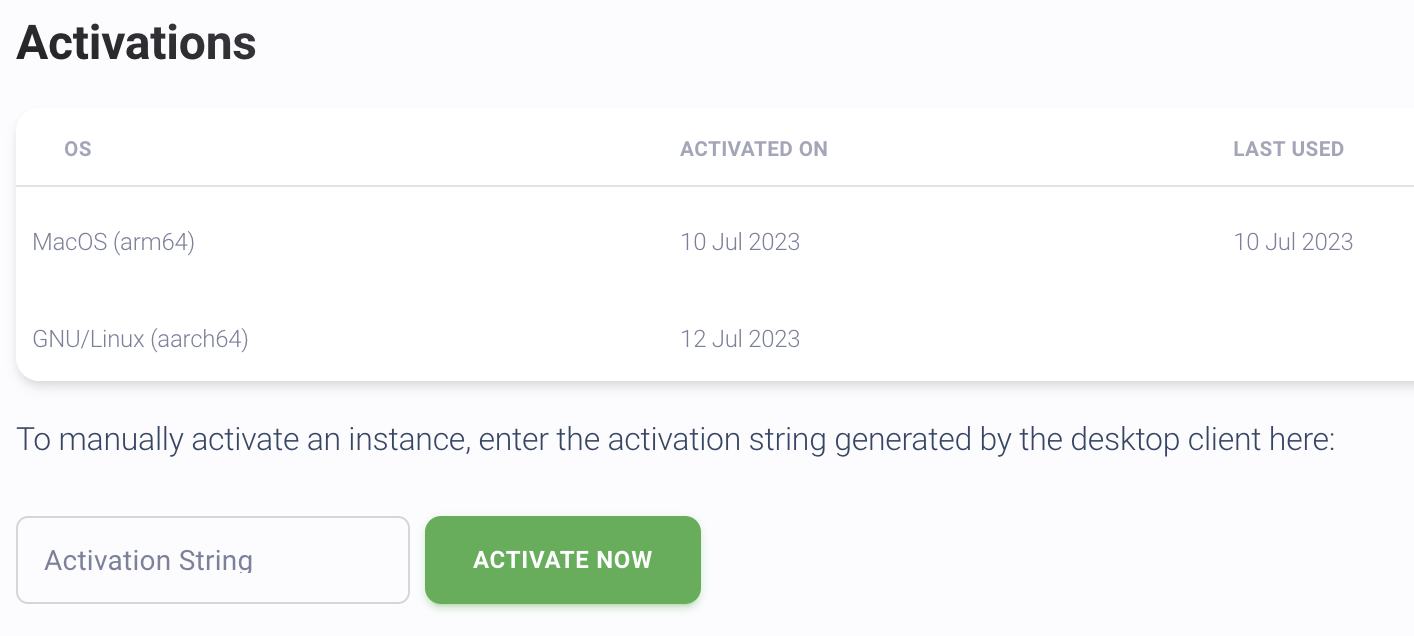 Activations
OS ACTIVATED ON LAST USED
MacOS (arm64) 10 Jul 2023 10 Jul 2023
GNU/Linux (aarch64) 12 Jul 2023
To manually activate an instance, enter the activation string generated by the desktop client here:
Activation String ACTIVATE NOW